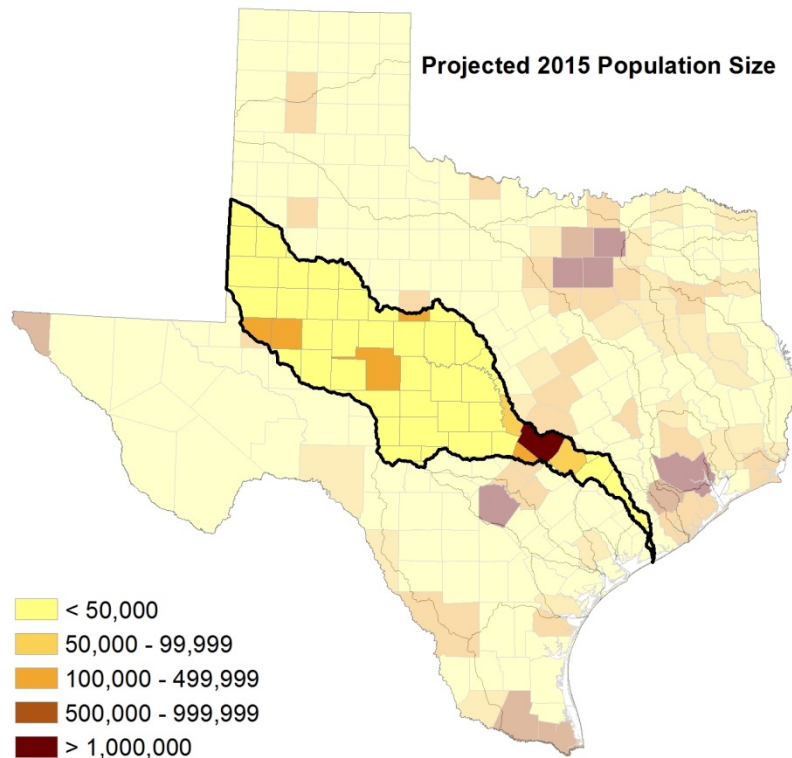 Projected 2015 Population Size
< 50,000
50,000 - 99,999
100,000 - 499,999
500,000 - 999,999
> 1,000,000